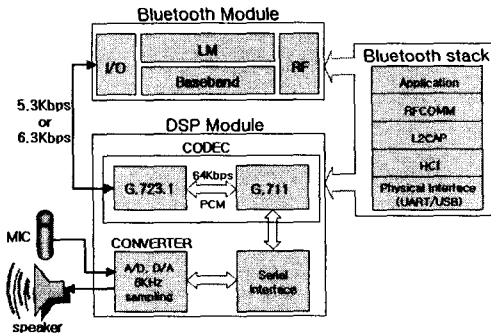 Bluetooth Module
I/O
LM
Baseband
RF
Bluetooth stack
Application
RFCOMM
L2CAP
HCI
Physical Interface
(UART/USB)
5.3Kbps
or
6.3Kbps
DSP Module
CODEC
G.723.1
64Kbps
PCM
G.711
MIC
CONVERTER
A/D, D/A
8KHz
sampling
Serial
Interface
speaker